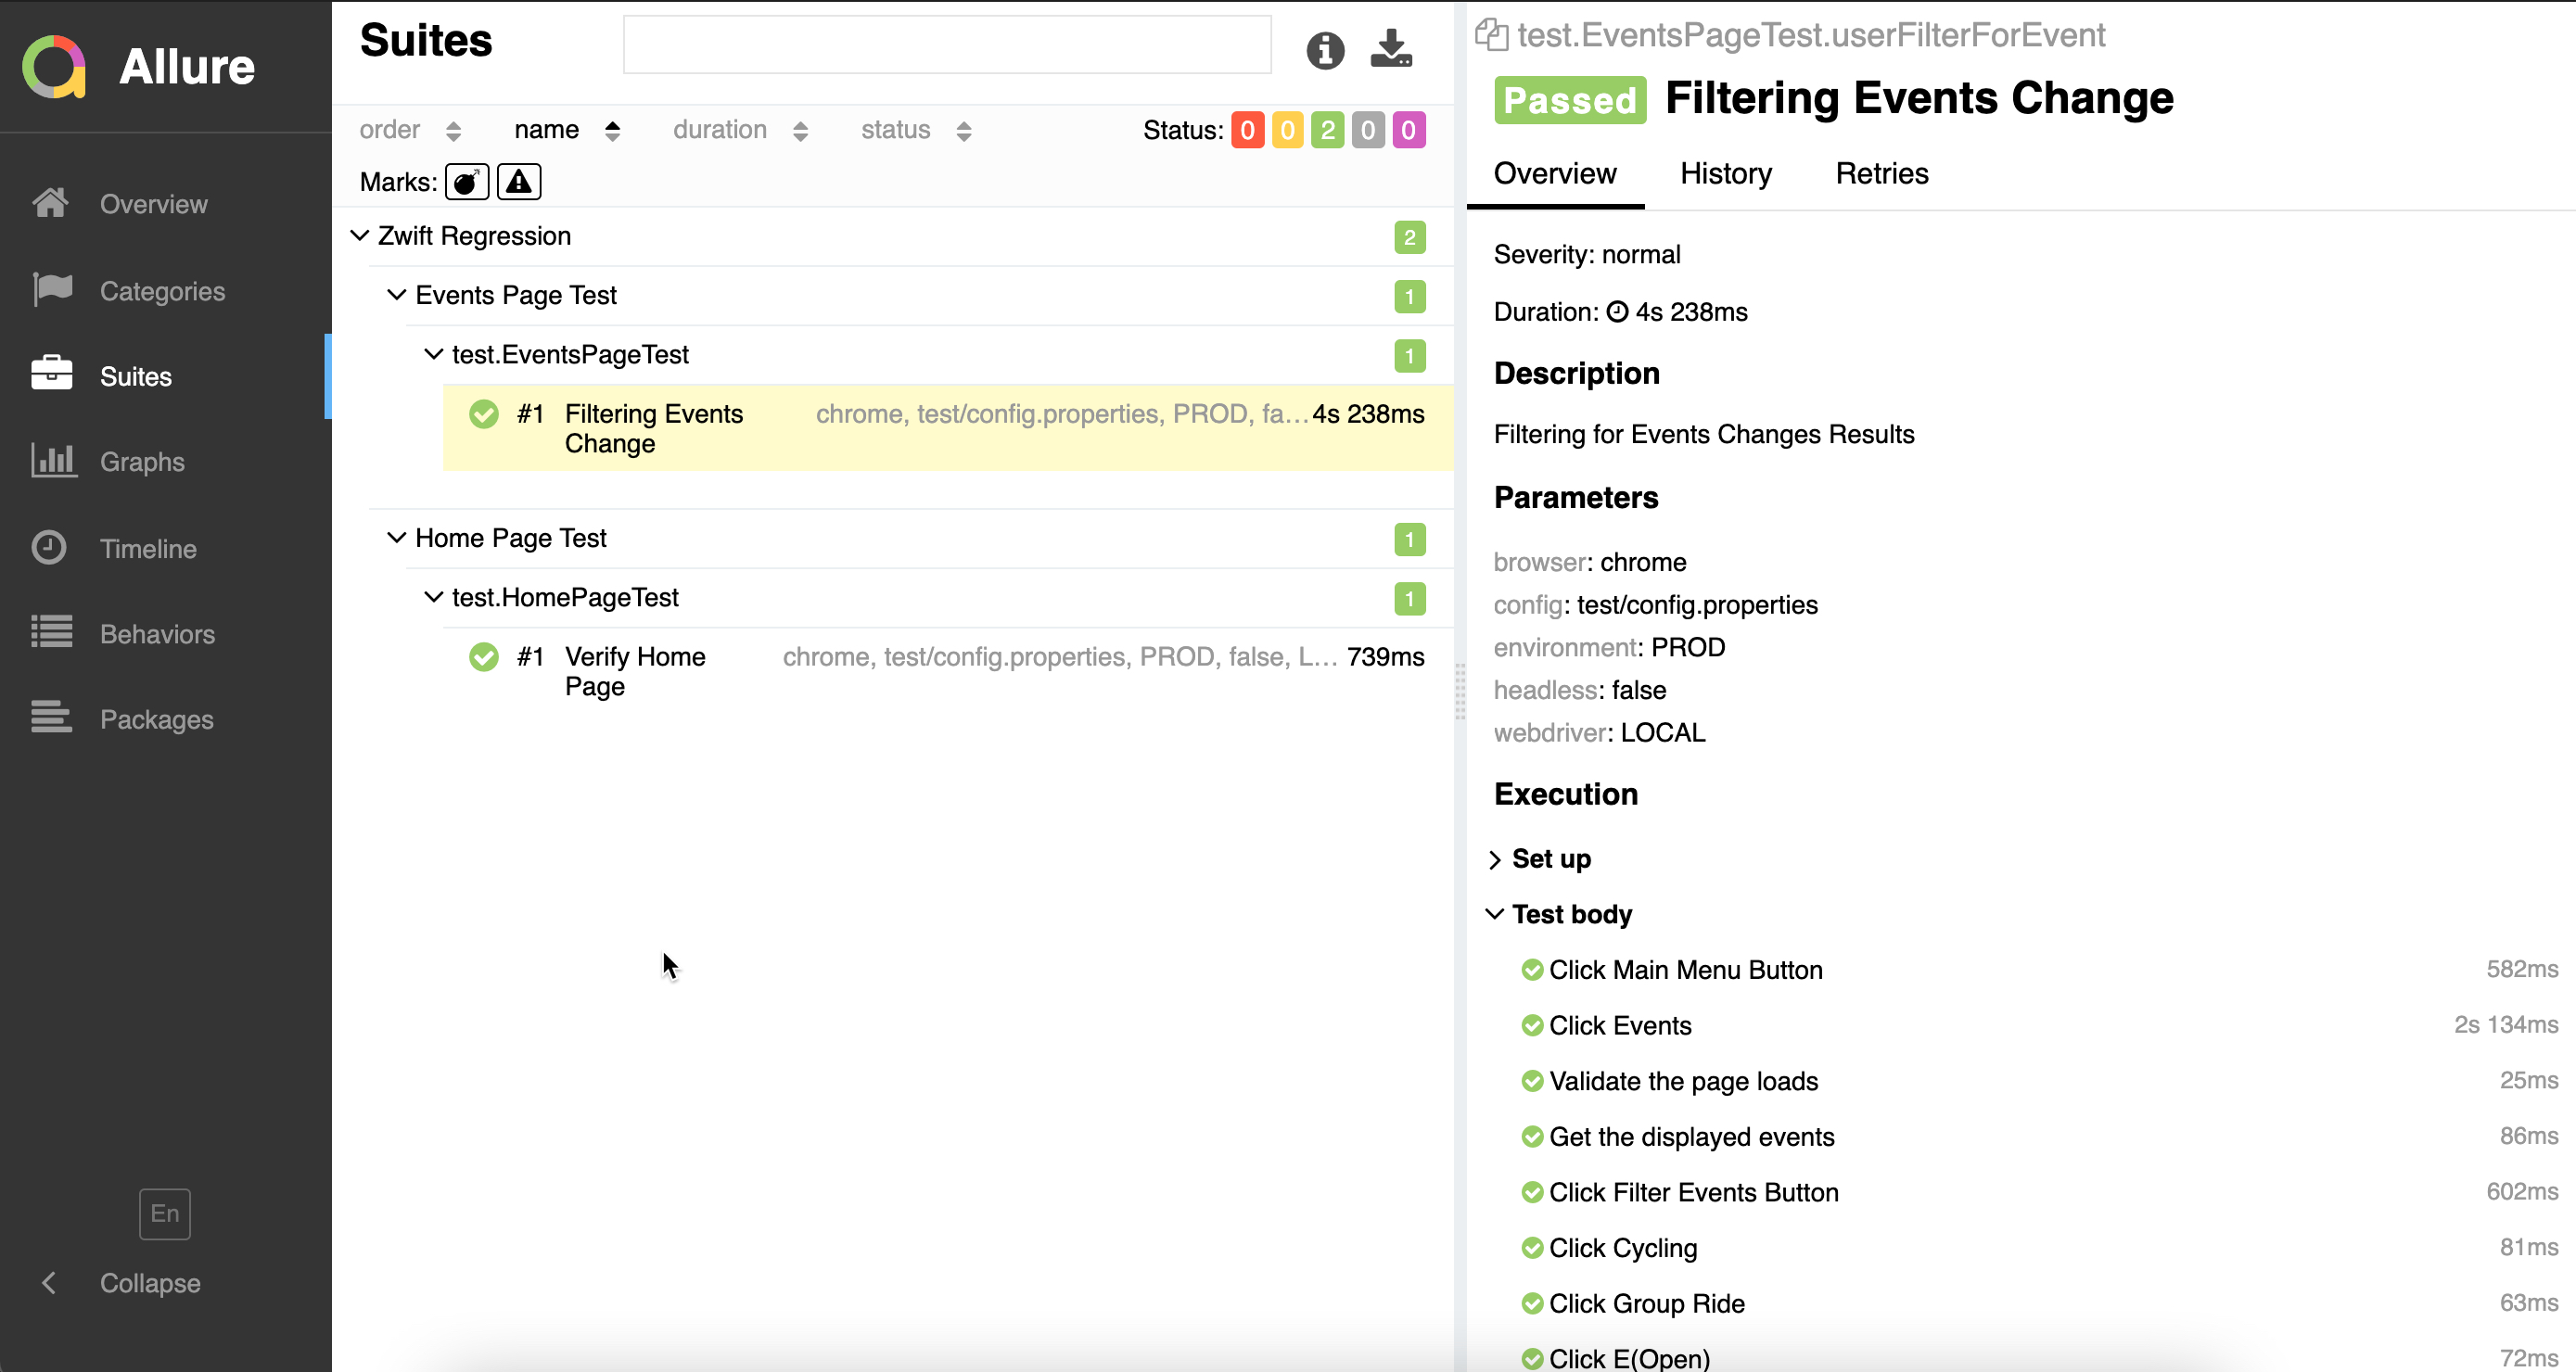 Allure
Overview
Categories
Suites
Graphs
Timeline
Behaviors
Packages
En
Collapse
Suites
order name duration status Status: 0 0 2 0 0
Marks:
Zwift Regression 2
Events Page Test 1
test.EventsPageTest 1
#1 Filtering Events chrome, test/config.properties, PROD, fa... 4s 238ms
Change
Home Page Test 1
test.HomePageTest 1
#1 Verify Home chrome, test/config.properties, PROD, false, L... 739ms
Page
test.EventsPageTest.userFilterForEvent
Passed Filtering Events Change
Overview History Retries
Severity: normal
Duration: 4s 238ms
Description
Filtering for Events Changes Results
Parameters
browser: chrome
config: test/config.properties
environment: PROD
headless: false
webdriver: LOCAL
Execution
Set up
Test body
Click Main Menu Button 582ms
Click Events 2s 134ms
Validate the page loads 25ms
Get the displayed events 86ms
Click Filter Events Button 602ms
Click Cycling 81ms
Click Group Ride 63ms
Click E(Open) 72ms